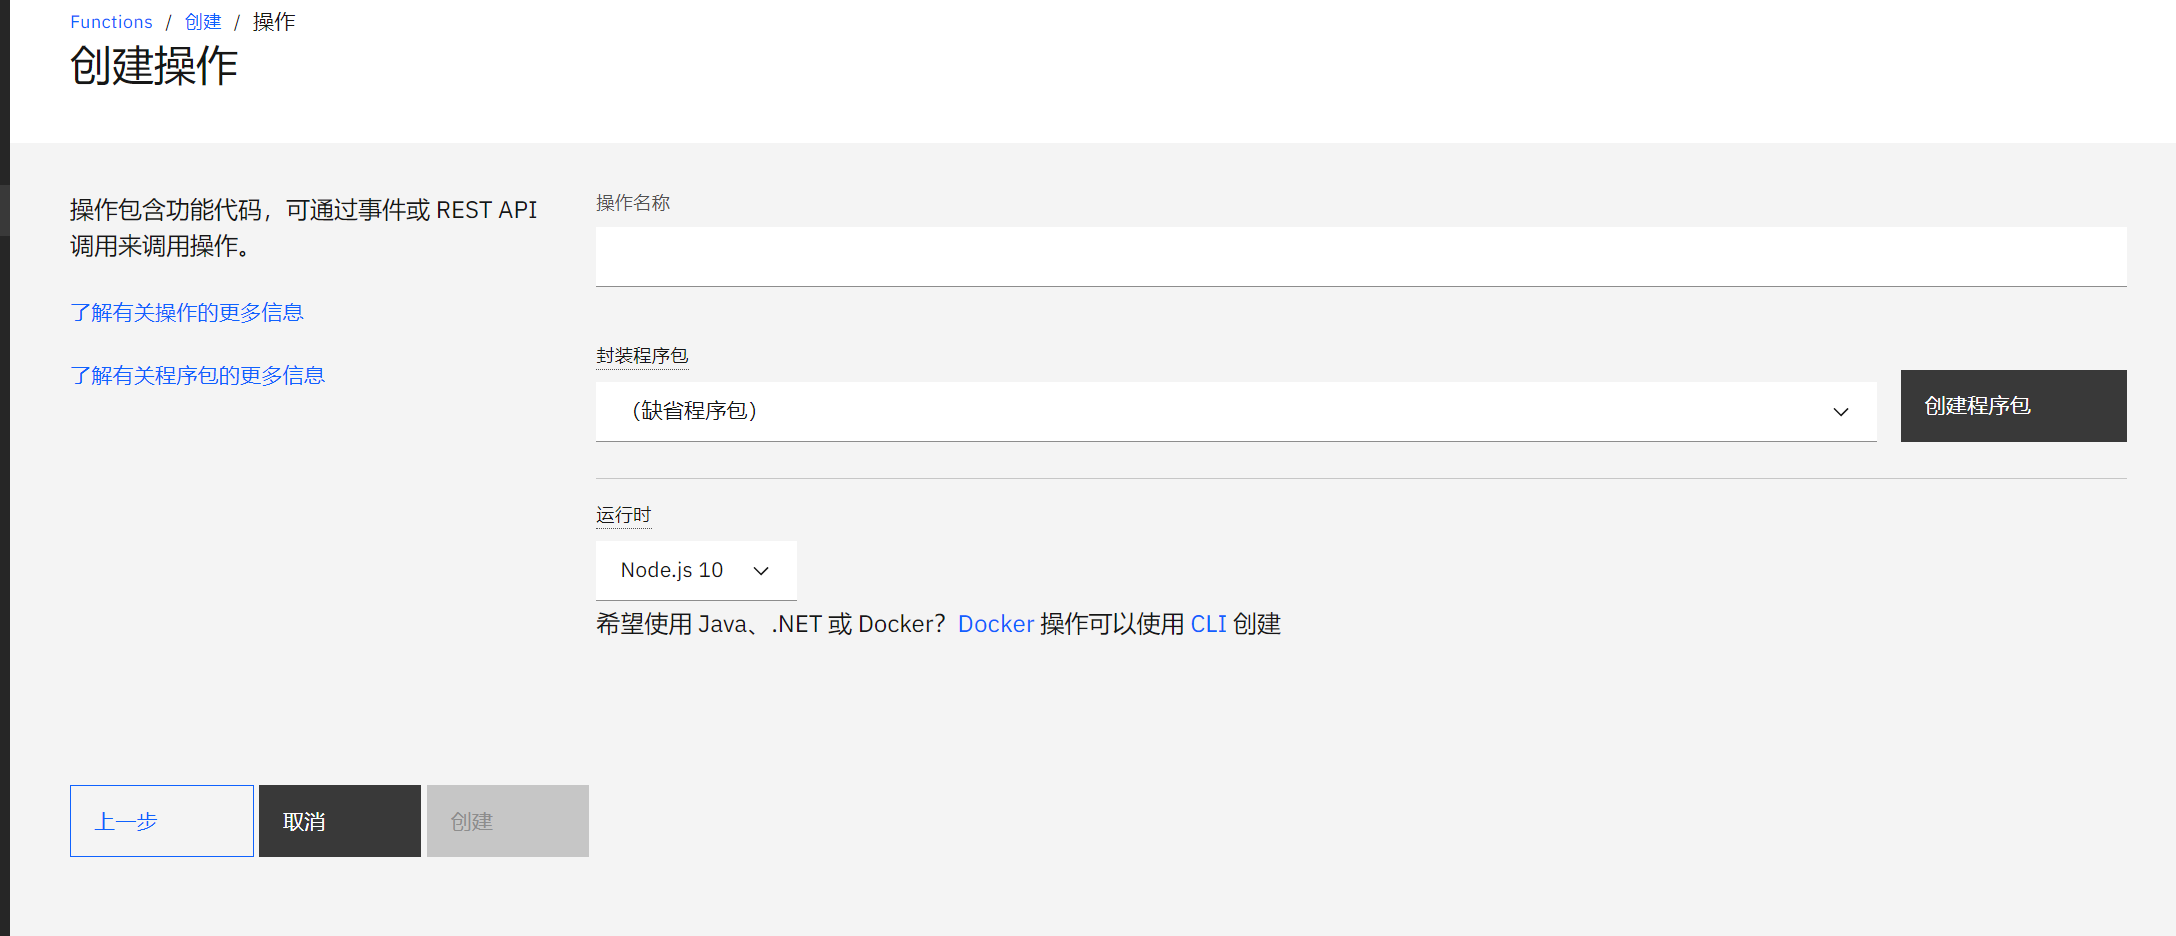 Functions / 创建 / 操作
创建操作
操作包含功能代码，可通过事件或 REST API
调用来调用操作。
了解有关操作的更多信息
了解有关程序包的更多信息
操作名称
封装程序包
（缺省程序包）
创建程序包
运行时
Node.js 10
希望使用 Java、.NET 或 Docker？Docker 操作可以使用 CLI 创建
上一步
取消
创建